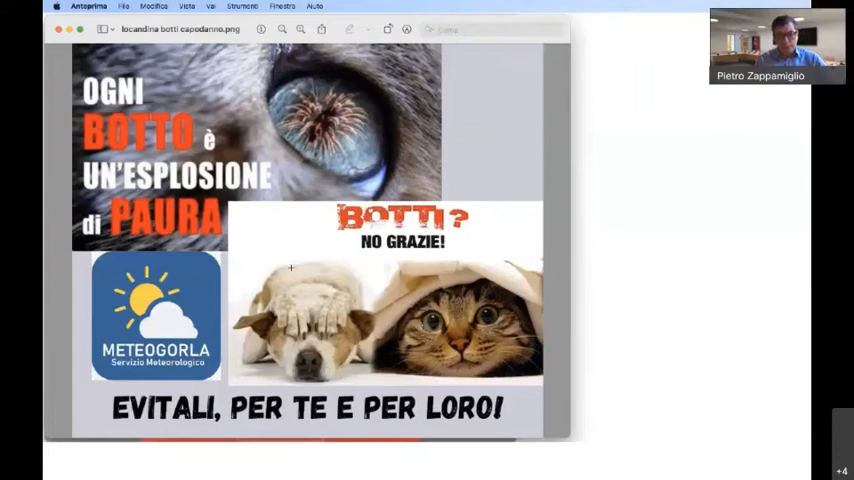 Anteprima File Modifica Vista Vai Strumenti Finestra Aiuto
locandina botti capodanno.png
Cerca
Pietro Zappamiglio
OGNI
BOTTO è
UN'ESPLOSIONE
di PAURA
BOTTI?
NO GRAZIE!
METEOGORLA
Servizio Meteorologico
EVITALI, PER TE E PER LORO!
+4